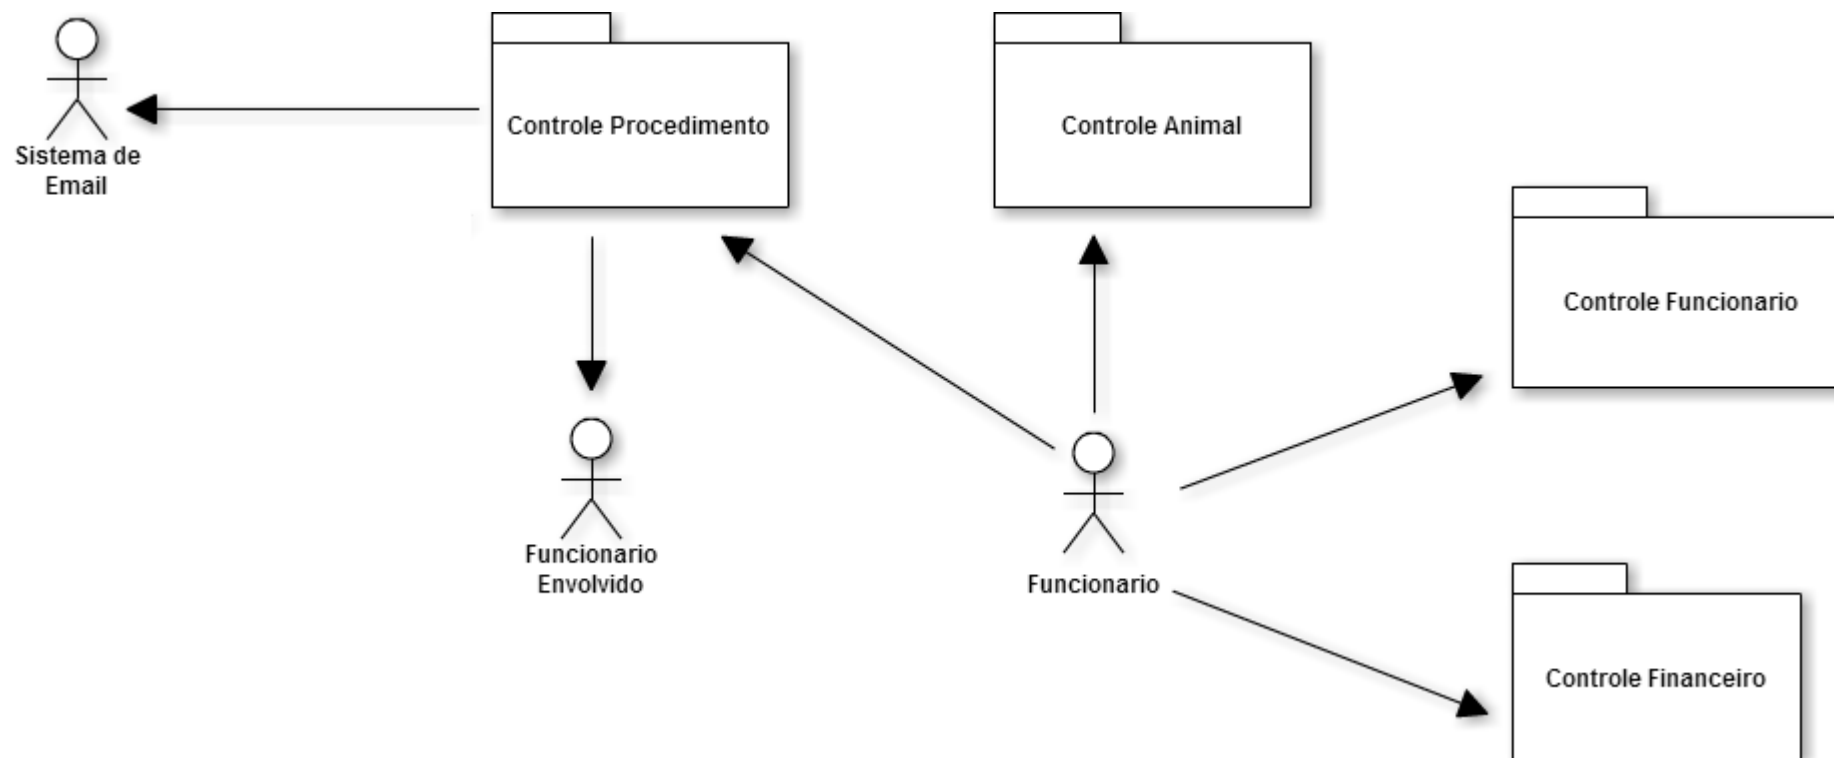 Controle Procedimento
Controle Animal
Sistema de
Email
Controle Funcionario
Funcionario
Envolvido
Funcionario
Controle Financeiro